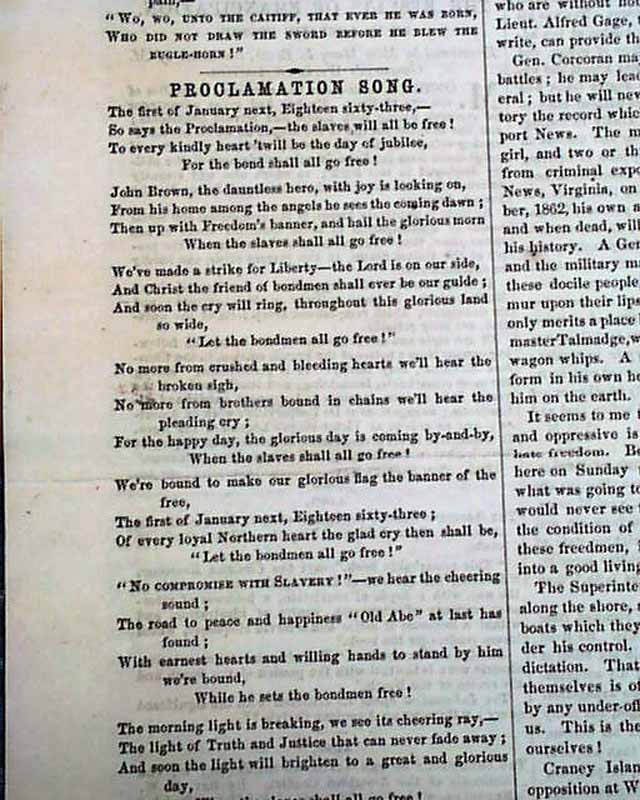 pain,—
"Wo, wo, unto the caitiff, that ever he was born,
Who did not draw the sword before he blew the
bugle-horn!"
PROCLAMATION SONG.
The first of January next, Eighteen sixty-three,—
So says the Proclamation,—the slaves will all be free!
To every kindly heart 'twill be the day of jubilee,
For the bond shall all go free!
John Brown, the dauntless hero, with joy is looking on,
From his home among the angels he sees the coming dawn;
Then up with Freedom's banner, and hail the glorious morn
When the slaves shall all go free!
We've made a strike for Liberty—the Lord is on our side,
And Christ the friend of bondmen shall ever be our guide;
And soon the cry will ring, throughout this glorious land
so wide,
"Let the bondmen all go free!"
No more from crushed and bleeding hearts we'll hear the
broken sigh,
No more from brothers bound in chains we'll hear the
pleading cry;
For the happy day, the glorious day is coming by-and-by,
When the slaves shall all go free!
We're bound to make our glorious flag the banner of the
free,
The first of January next, Eighteen sixty-three;
Of every loyal Northern heart the glad cry then shall be,
"Let the bondmen all go free!"
"No compromise with Slavery!"—we hear the cheering
sound;
The road to peace and happiness "Old Abe" at last has
found;
With earnest hearts and willing hands to stand by him
we're bound,
While he sets the bondmen free!
The morning light is breaking, we see its cheering ray,—
The light of Truth and Justice that can never fade away;
And soon the light will brighten to a great and glorious
day,
slaves shall all go free!
who are without
Lieut. Alfred Gage,
write, can provide th
Gen. Corcoran ma
battles; he may lea
eral; but he will nev
tory the record whic
port News. The m
girl, and two or th
from criminal expo
News, Virginia, on
ber, 1862, his own a
and when dead, will
his history. A Gen
and the military m
these docile people
mur upon their lips
only merits a place
master Talmadge, w
wagon whips. A
form in his own he
him on the earth.
It seems to me
and oppressive is
hate freedom. Be
here on Sunday
what was going to
would never see
the condition of
these freedmen,
into a good living
The Superinte
along the shore,
boats which they
der his control.
dictation. That
themselves is of
by any under-off
us. This is the
ourselves!
Craney Islan
opposition at W